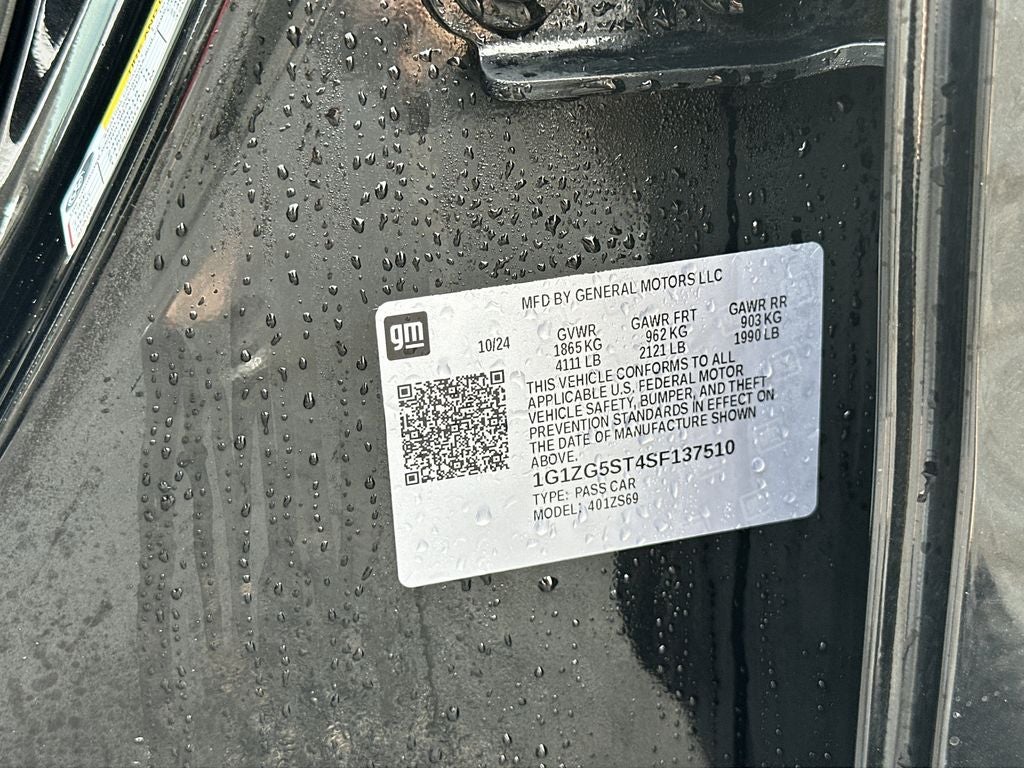 MFD BY GENERAL MOTORS LLC
gm
10/24
GVWR
1865 KG
4111 LB
GAWR FRT
962 KG
2121 LB
GAWR RR
903 KG
1990 LB
THIS VEHICLE CONFORMS TO ALL
APPLICABLE U.S. FEDERAL MOTOR
VEHICLE SAFETY, BUMPER, AND THEFT
PREVENTION STANDARDS IN EFFECT ON
THE DATE OF MANUFACTURE SHOWN
ABOVE.
1G1ZG5ST4SF137510
TYPE: PASS CAR
MODEL: 401ZS69